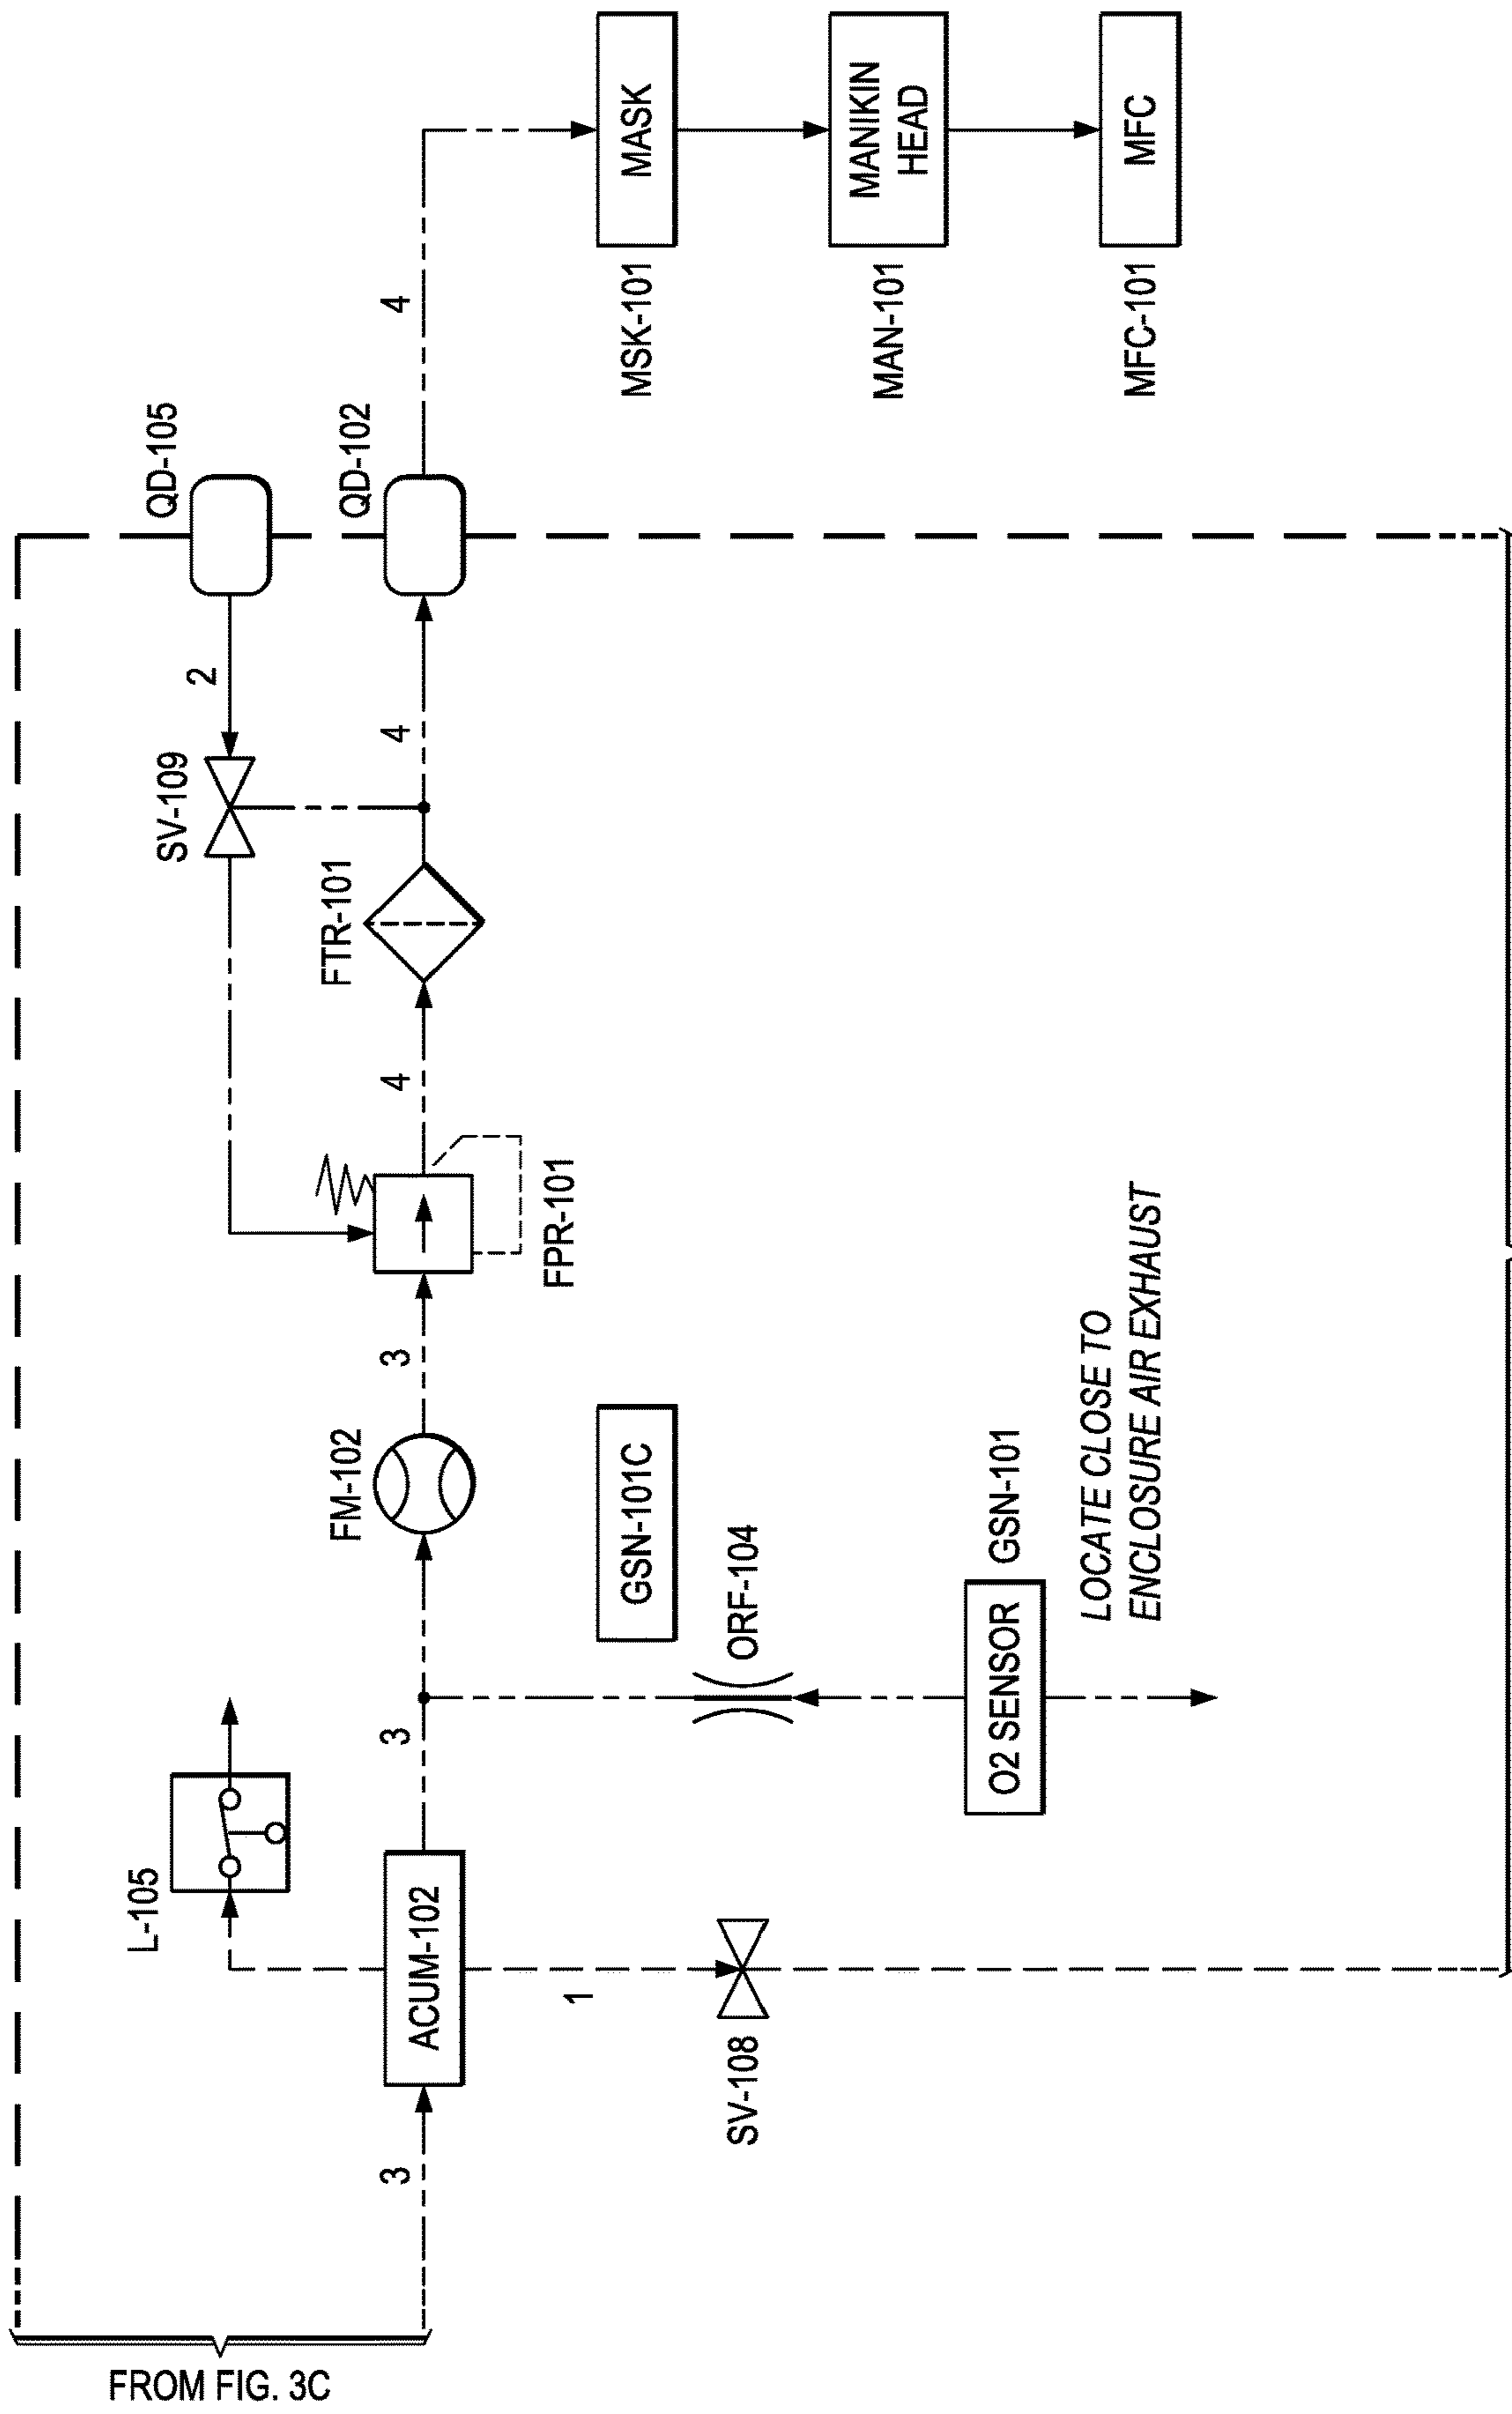 QD-105
2
SV-109
L-105
QD-102
4
4
FTR-101
4
3
FM-102
3
ACUM-102
3
FPR-101
GSN-101C
1
ORF-104
SV-108
MASK
MSK-101
MANIKIN
HEAD
MAN-101
MFC
MFC-101
O2 SENSOR
GSN-101
LOCATE CLOSE TO
ENCLOSURE AIR EXHAUST
FROM FIG. 3C